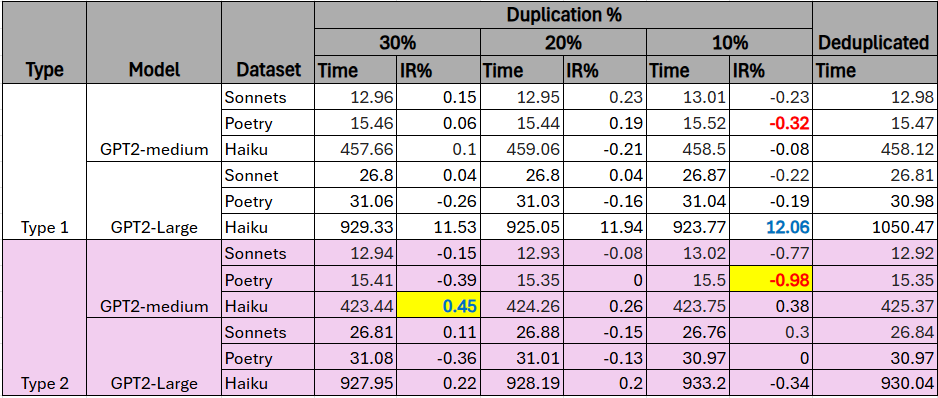 Duplication %
30% 20% 10% Deduplicated
Type Model Dataset Time IR% Time IR% Time IR% Time
Sonnets 12.96 0.15 12.95 0.23 13.01 -0.23 12.98
Poetry 15.46 0.06 15.44 0.19 15.52 -0.32 15.47
GPT2-medium Haiku 457.66 0.1 459.06 -0.21 458.5 -0.08 458.12
Sonnet 26.8 0.04 26.8 0.04 26.87 -0.22 26.81
Poetry 31.06 -0.26 31.03 -0.16 31.04 -0.19 30.98
Type 1 GPT2-Large Haiku 929.33 11.53 925.05 11.94 923.77 12.06 1050.47
Sonnets 12.94 -0.15 12.93 -0.08 13.02 -0.77 12.92
Poetry 15.41 -0.39 15.35 0 15.5 -0.98 15.35
GPT2-medium Haiku 423.44 0.45 424.26 0.26 423.75 0.38 425.37
Sonnets 26.81 0.11 26.88 -0.15 26.76 0.3 26.84
Poetry 31.08 -0.36 31.01 -0.13 30.97 0 30.97
Type 2 GPT2-Large Haiku 927.95 0.22 928.19 0.2 933.2 -0.34 930.04